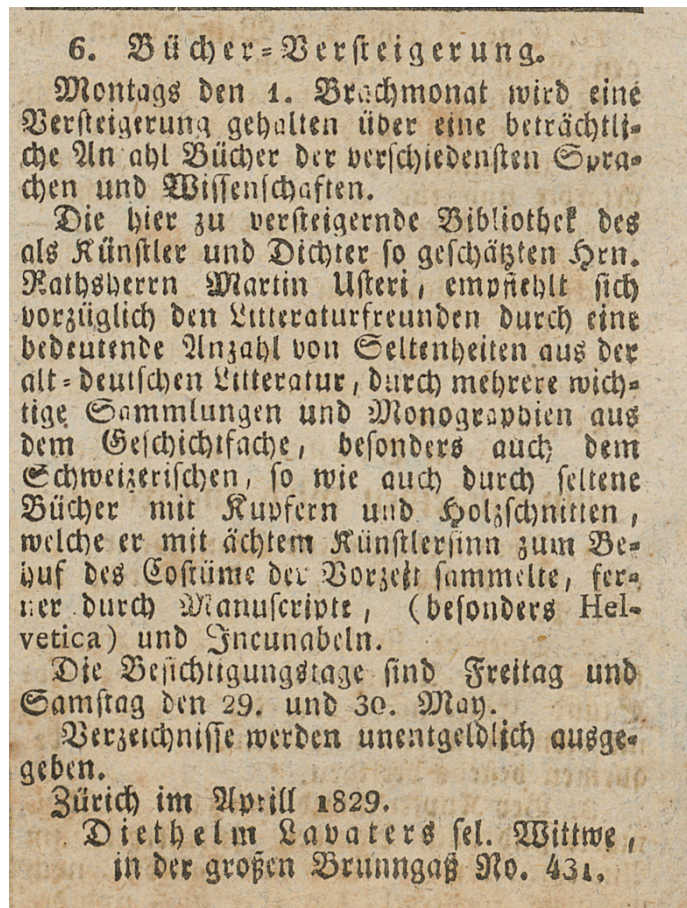 6. Bücher=Versteigerung.
Montags den 1. Brachmonat wird eine
Versteigerung gehalten über eine beträchtli=
che An ahl Bücher der verschiedensten Spra=
chen und Wissenschaften.
Die hier zu versteigernde Bibliothek des
als Künstler und Dichter so geschätzten Hrn.
Rathsherrn Martin Usteri, empfiehlt sich
vorzüglich den Litteraturfreunden durch eine
bedeutende Anzahl von Seltenheiten aus der
alt=deutschen Litteratur, durch mehrere wich=
tige Sammlungen und Monographien aus
dem Geschichtfache, besonders auch dem
Schweizerischen, so wie auch durch seltene
Bücher mit Kupfern und Holzschnitten,
welche er mit ächtem Künstlersinn zum Be=
huf des Costüme der Vorzeit sammelte, fer=
ner durch Manuscripte, (besonders Hel=
vetica) und Incunabeln.
Die Besichtigungstage sind Freitag und
Samstag den 29. und 30. May.
Verzeichnisse werden unentgeldlich ausge=
geben.
Zürich im Aprill 1829.
Diethelm Lavaters sel. Wittwe,
in der großen Brunngaß No. 431.